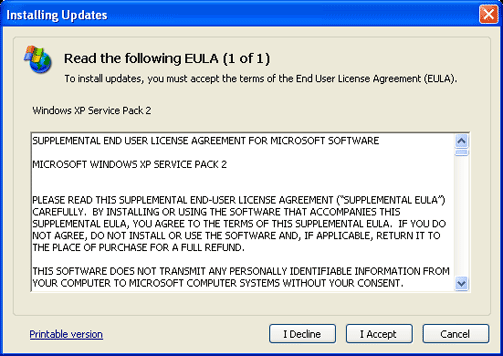 Installing Updates
Read the following EULA (1 of 1)
To install updates, you must accept the terms of the End User License Agreement (EULA).
Windows XP Service Pack 2
SUPPLEMENTAL END USER LICENSE AGREEMENT FOR MICROSOFT SOFTWARE
MICROSOFT WINDOWS XP SERVICE PACK 2
PLEASE READ THIS SUPPLEMENTAL END-USER LICENSE AGREEMENT ("SUPPLEMENTAL EULA")
CAREFULLY.  BY INSTALLING OR USING THE SOFTWARE THAT ACCOMPANIES THIS
SUPPLEMENTAL EULA, YOU AGREE TO THE TERMS OF THIS SUPPLEMENTAL EULA.  IF YOU DO
NOT AGREE, DO NOT INSTALL OR USE THE SOFTWARE AND, IF APPLICABLE, RETURN IT TO
THE PLACE OF PURCHASE FOR A FULL REFUND.
THIS SOFTWARE DOES NOT TRANSMIT ANY PERSONALLY IDENTIFIABLE INFORMATION FROM
YOUR COMPUTER TO MICROSOFT COMPUTER SYSTEMS WITHOUT YOUR CONSENT.
Printable version
I Decline
I Accept
Cancel